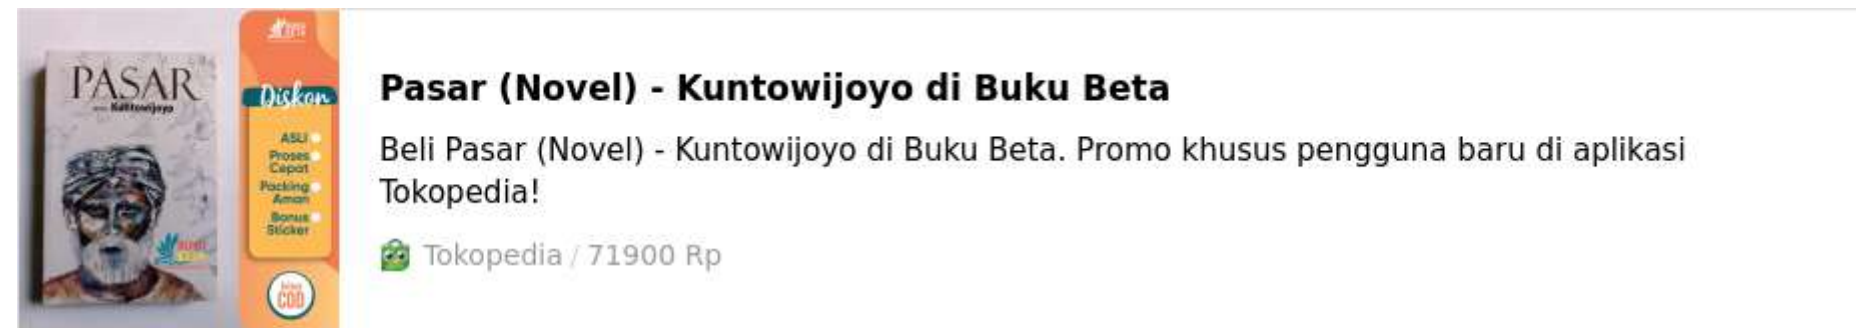 PASAR
Kuntowijoyo
Diskon
ASLI
Proses
Cepat
Packing
Aman
Bonus
Sticker
COD
Pasar (Novel) - Kuntowijoyo di Buku Beta
Beli Pasar (Novel) - Kuntowijoyo di Buku Beta. Promo khusus pengguna baru di aplikasi
Tokopedia!
Tokopedia / 71900 Rp